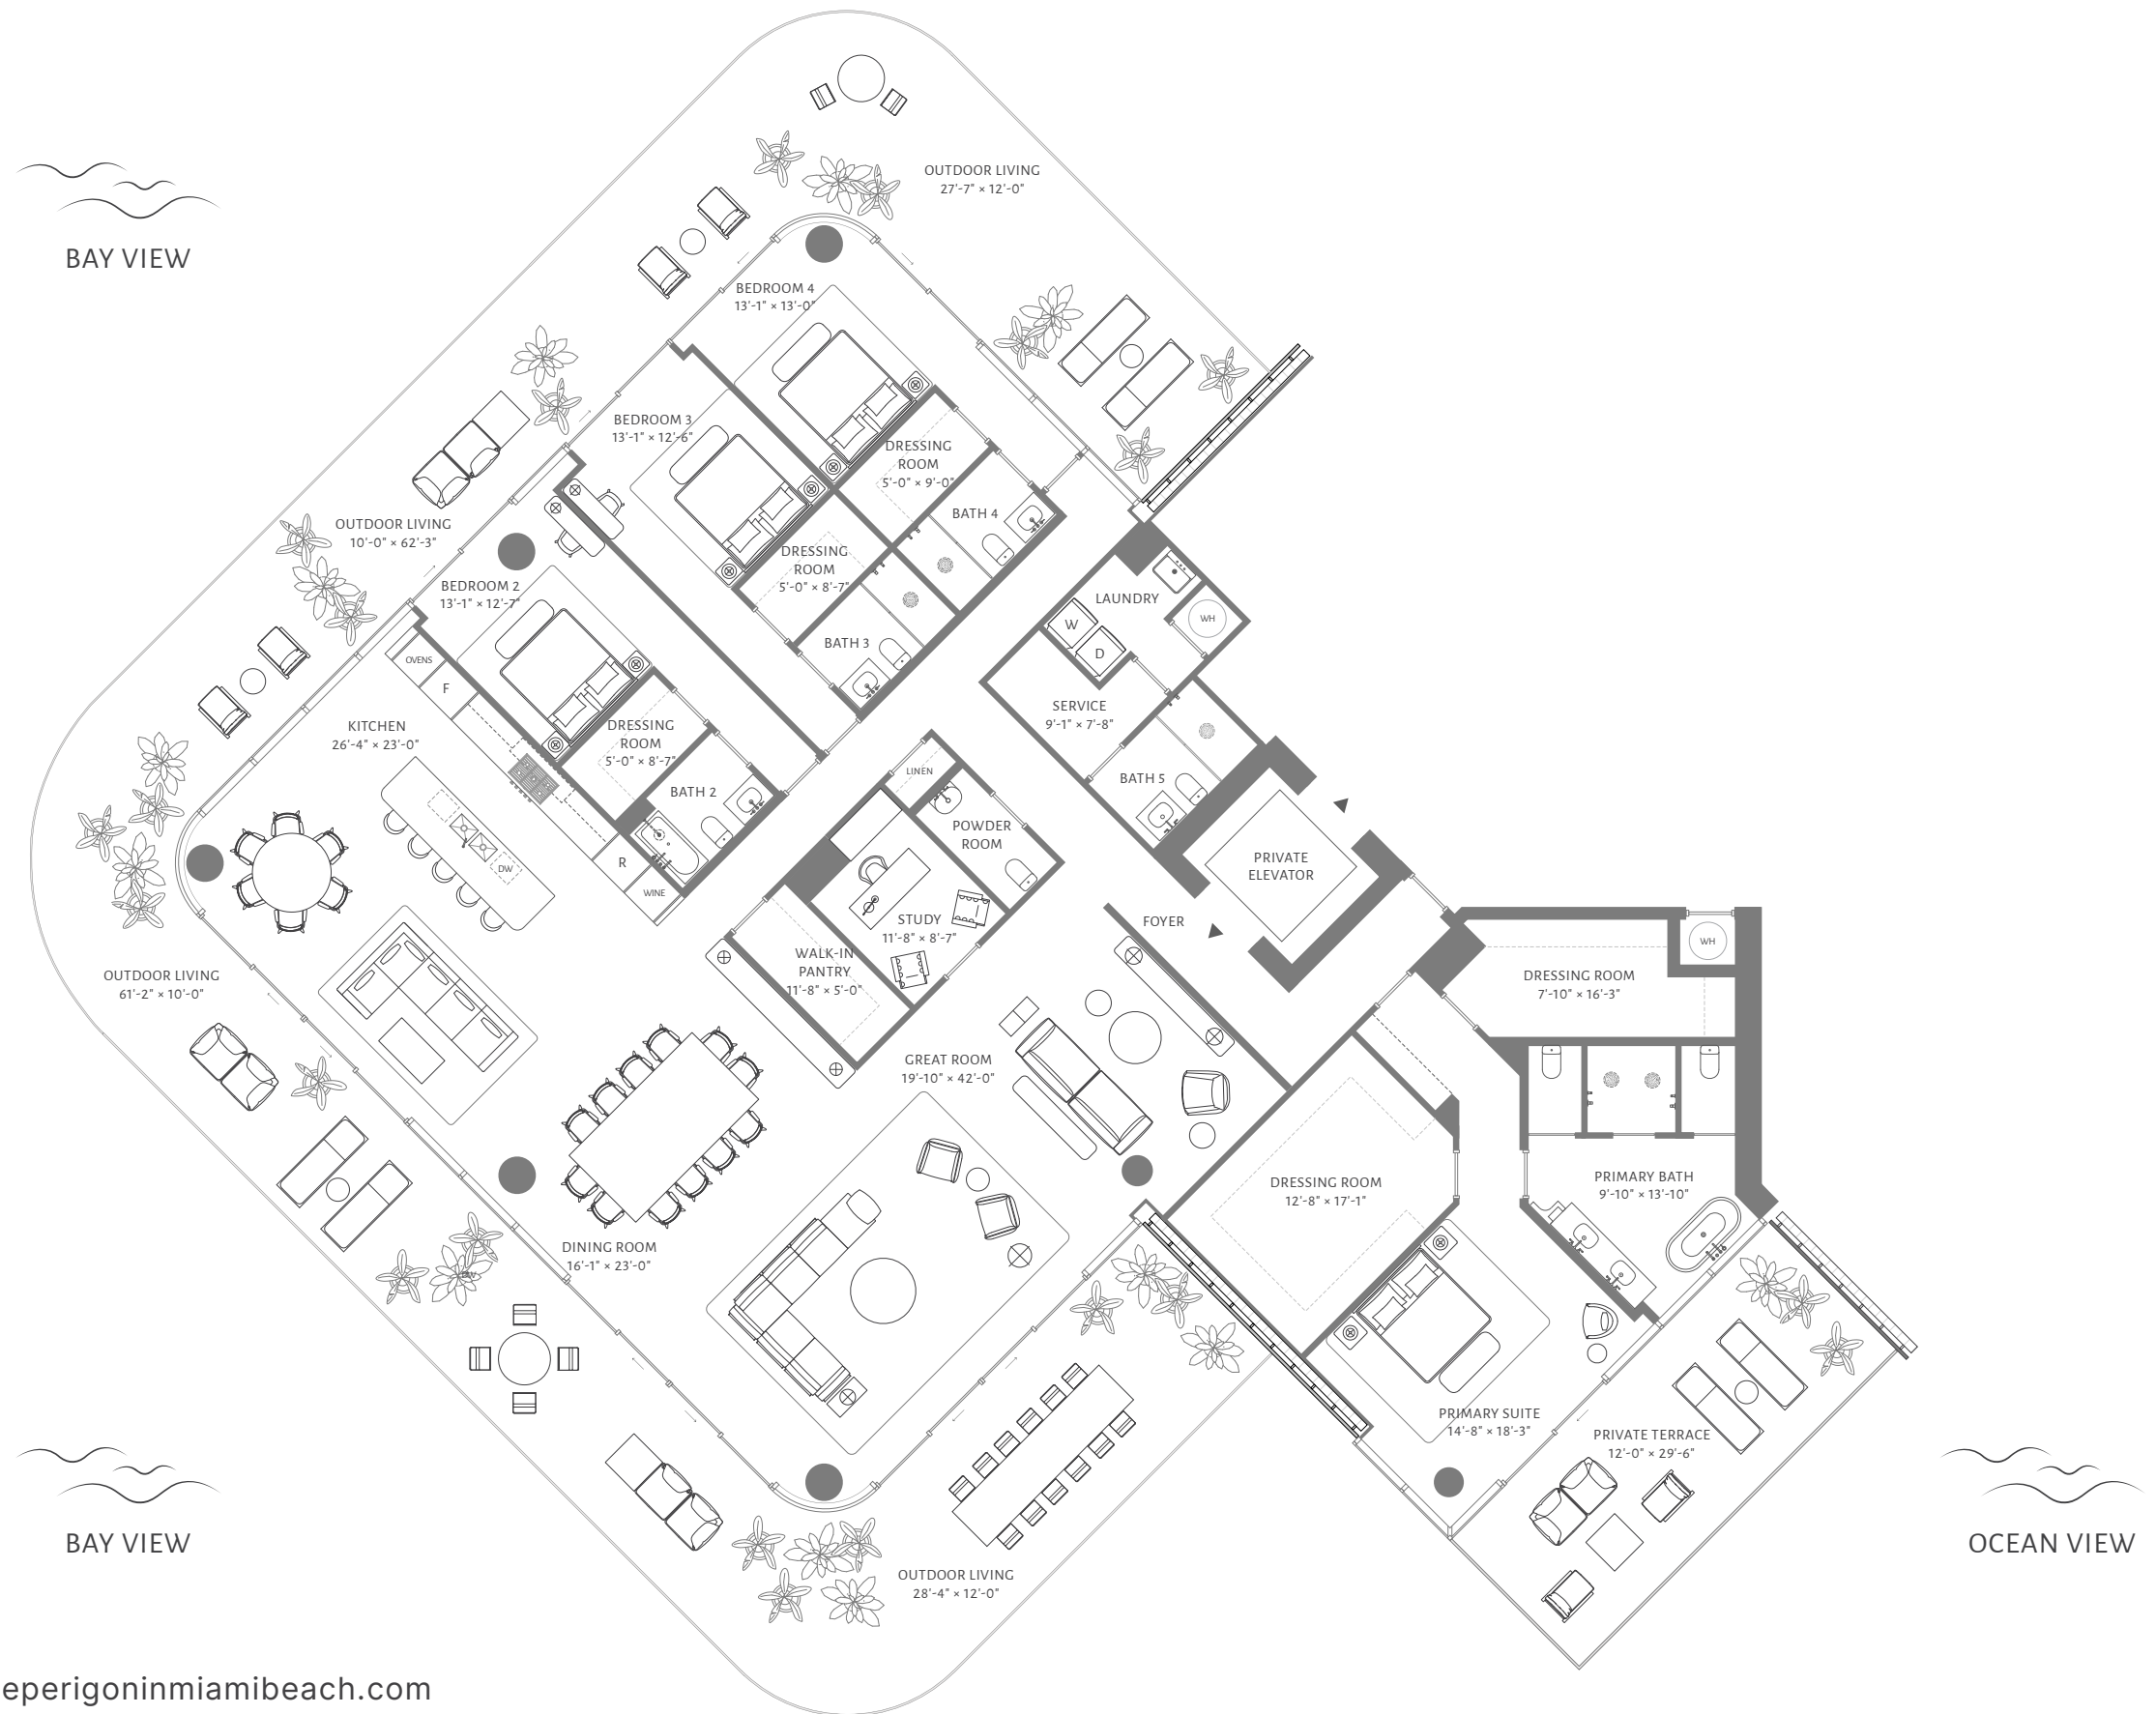 OUTDOOR LIVING
27'-7" × 12'-0"
BAY VIEW
BEDROOM 4
13'-1" × 13'-0"
BEDROOM 3
13'-1" × 12'-6"
DRESSING
ROOM
5'-0" × 9'-0"
BATH 4
OUTDOOR LIVING
10'-0" × 62'-3"
DRESSING
ROOM
5'-0" × 8'-7"
BEDROOM 2
13'-1" × 12'-7"
LAUNDRY
W
D
WH
BATH 3
OVENS
F
SERVICE
9'-1" × 7'-8"
KITCHEN
26'-4" × 23'-0"
DRESSING
ROOM
5'-0" × 8'-7"
BATH 2
LINEN
BATH 5
POWDER
ROOM
R
WINE
DW
PRIVATE
ELEVATOR
STUDY
11'-8" × 8'-7"
FOYER
WH
WALK-IN
PANTRY
11'-8" × 5'-0"
OUTDOOR LIVING
61'-2" × 10'-0"
DRESSING ROOM
7'-10" × 16'-3"
GREAT ROOM
19'-10" × 42'-0"
DRESSING ROOM
12'-8" × 17'-1"
PRIMARY BATH
9'-10" × 13'-10"
DINING ROOM
16'-1" × 23'-0"
DW
PRIMARY SUITE
14'-8" × 18'-3"
PRIVATE TERRACE
12'-0" × 29'-6"
BAY VIEW
OCEAN VIEW
OUTDOOR LIVING
28'-4" × 12'-0"
eperigoninmiamibeach.com